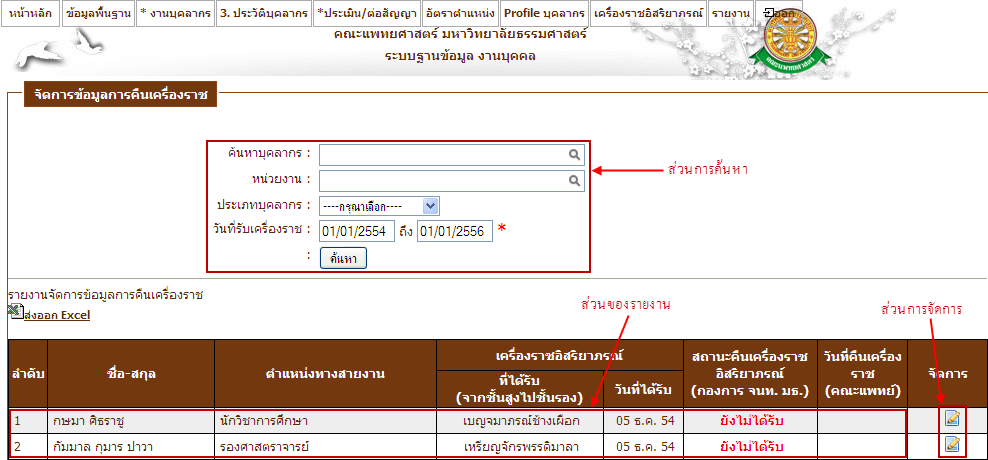 หน้าหลัก ข้อมูลพื้นฐาน * งานบุคลากร 3. ประวัติบุคลากร *ประเมิน/ต่อสัญญา อัตราตำแหน่ง Profile บุคลากร เครื่องราชอิสริยาภรณ์ รายงาน ออก
คณะแพทยศาสตร์ มหาวิทยาลัยธรรมศาสตร์
ระบบฐานข้อมูล งานบุคคล
คณะแพทยศาสตร์
จัดการข้อมูลการคืนเครื่องราช
ค้นหาบุคลากร :
ส่วนการค้นหา
หน่วยงาน :
ประเภทบุคลากร : ----กรุณาเลือก----
วันที่รับเครื่องราช : 01/01/2554 ถึง 01/01/2556 *
: ค้นหา
รายงานจัดการข้อมูลการคืนเครื่องราช
ส่วนของรายงาน ส่วนการจัดการ
ส่งออก Excel
ลำดับ ชื่อ-สกุล ตำแหน่งทางสายงาน เครื่องราชอิสริยาภรณ์ สถานะคืนเครื่องราชอิสริยาภรณ์ (กองการ จนท. มธ.) วันที่คืนเครื่องราช (คณะแพทย์) จัดการ
ที่ได้รับ (จากชั้นสูงไปชั้นรอง) วันที่ได้รับ
1 กษมา ศิธราชู นักวิชาการศึกษา เบญจมาภรณ์ช้างเผือก 05 ธ.ค. 54 ยังไม่ได้รับ
2 กัมมาล กุมาร ปาวา รองศาสตราจารย์ เหรียญจักรพรรดิมาลา 05 ธ.ค. 54 ยังไม่ได้รับ